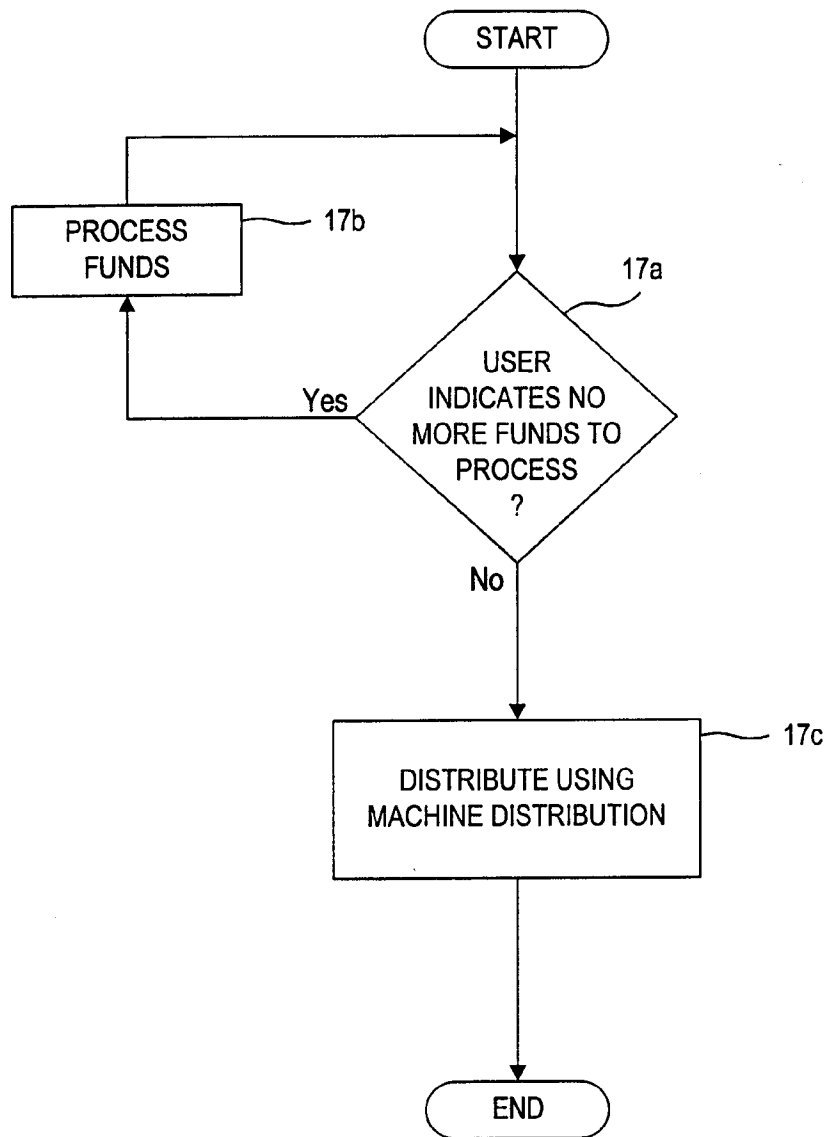 START
PROCESS
FUNDS
17b
17a
USER
INDICATES NO
MORE FUNDS TO
PROCESS
?
Yes
No
17c
DISTRIBUTE USING
MACHINE DISTRIBUTION
END